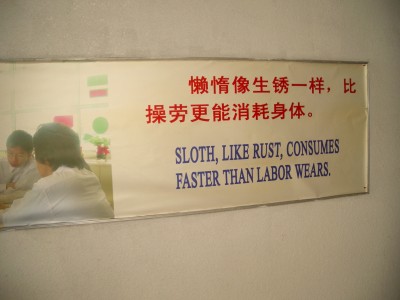 懒惰像生锈一样，比
操劳更能消耗身体。
SLOTH, LIKE RUST, CONSUMES
FASTER THAN LABOR WEARS.